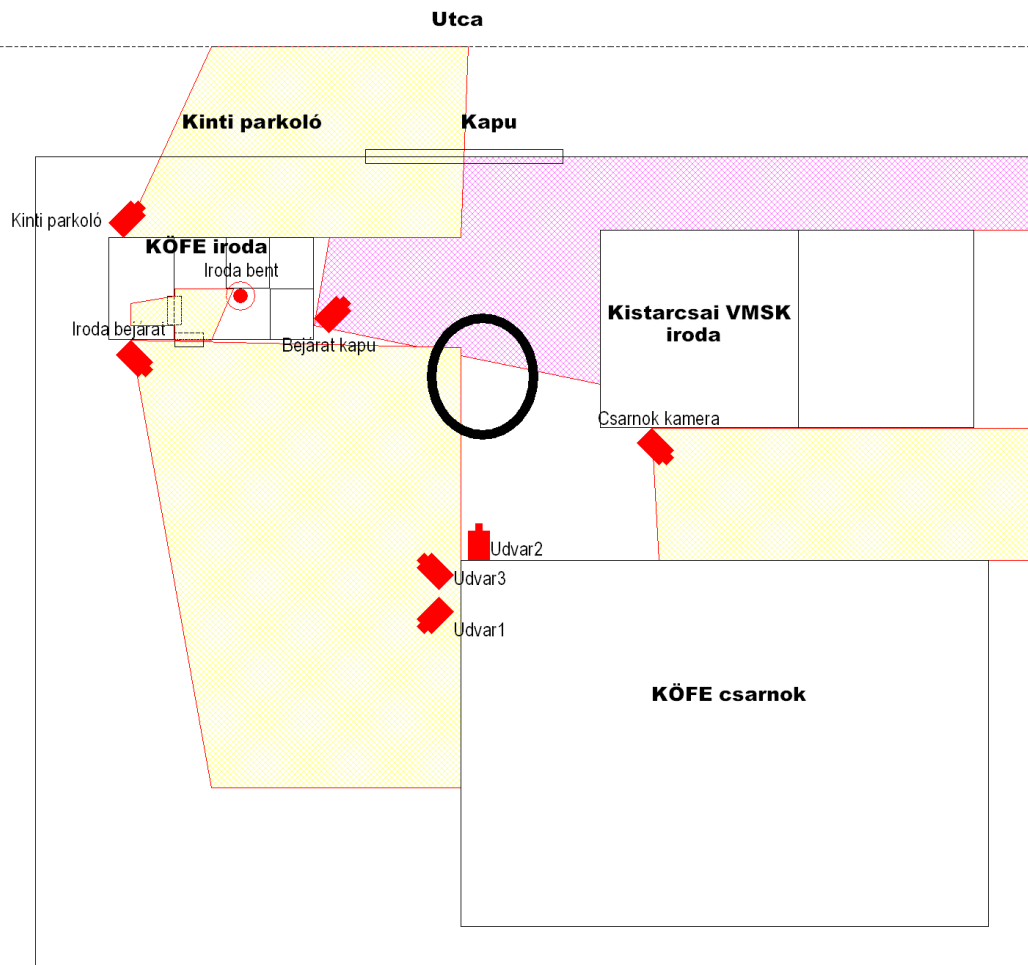 Utca
Kinti parkoló
Kapu
Kinti parkoló
KÖFE iroda
Iroda bent
Iroda bejárat
Bejárat kapu
Kistarcsai VMSK
iroda
Csarnok kamera
Udvar2
Udvar3
Udvar1
KÖFE csarnok